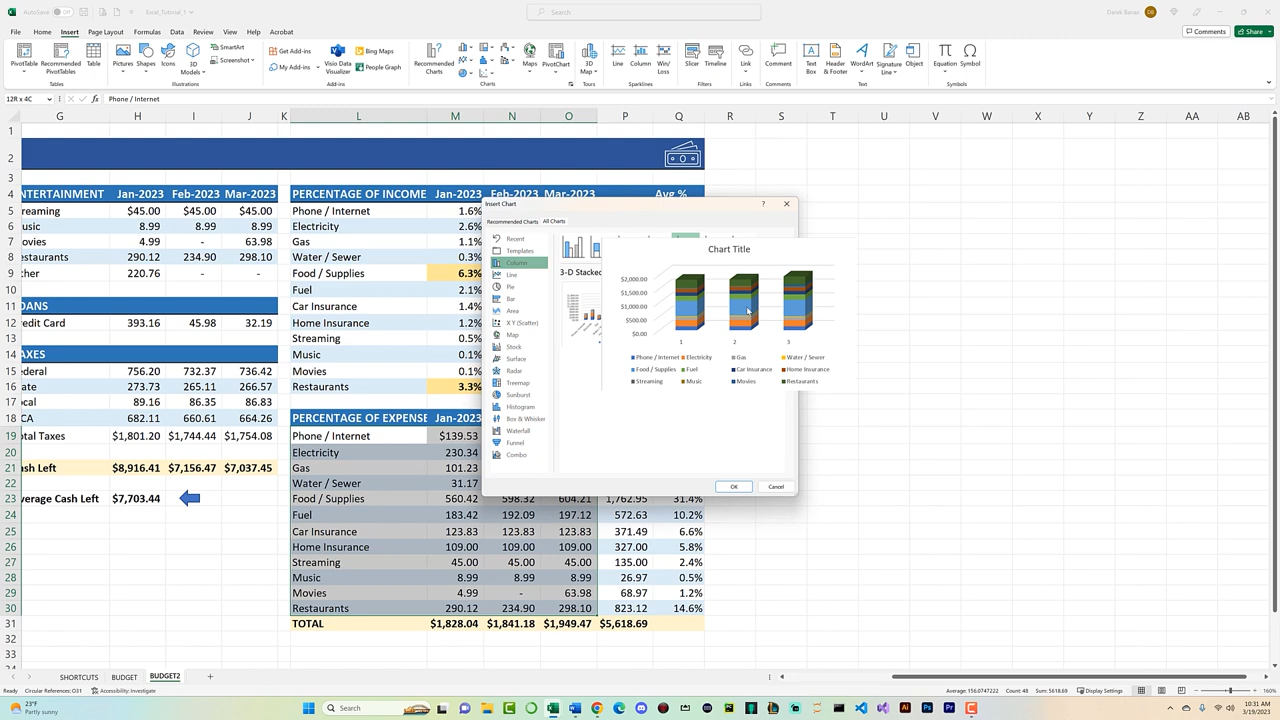 AutoSave Off Excel_Tutorial_1 Search Derek Banas DB
File Home Insert Page Layout Formulas Data Review View Help Acrobat Comments Share
PivotTable Recommended PivotTables Table Pictures Shapes Icons 3D Models SmartArt Screenshot Get Add-ins My Add-ins Visio Data Visualizer Bing Maps People Graph Recommended Charts Maps PivotChart 3D Map Line Column Win/Loss Slicer Timeline Link Comment Text Box Header & Footer WordArt Signature Line Object Equation Symbol
Tables Illustrations Add-ins Charts Tours Sparklines Filters Links Comments Text Symbols
12R x 4C fx Phone / Internet
G H I J K L M N O P Q R S T U V W X Y Z AA AB
1
2
3
4 NTERTAINMENT Jan-2023 Feb-2023 Mar-2023 PERCENTAGE OF INCOME Jan-2023 Feb-2023 Mar-2023 Avg %
5 reaming $45.00 $45.00 $45.00 Phone / Internet 1.6%
6 usic 8.99 8.99 8.99 Electricity 2.6%
7 ovies 4.99 - 63.98 Gas 1.1%
8 estaurants 290.12 234.90 298.10 Water / Sewer 0.3%
9 ther 220.76 - - Food / Supplies 6.3%
10 Fuel 2.1%
11 OANS Car Insurance 1.4%
12 redit Card 393.16 45.98 32.19 Home Insurance 1.2%
13 Streaming 0.5%
14 AXES Music 0.1%
15 756.20 732.37 736.42 Movies 0.1%
16 ate 273.73 265.11 266.57 Restaurants 3.3%
17 ocal 89.16 86.35 86.83
18 CA 682.11 660.61 664.26 PERCENTAGE OF EXPENSE Jan-2023
19 otal Taxes $1,801.20 $1,744.44 $1,754.08 Phone / Internet $139.53
20 Electricity 230.34
21 ash Left $8,916.41 $7,156.47 $7,037.45 Gas 101.23
22 Water / Sewer 31.17
23 verage Cash Left $7,703.44 Food / Supplies 560.42 598.32 604.21 1,762.95 31.4%
24 Fuel 183.42 192.09 197.12 572.63 10.2%
25 Car Insurance 123.83 123.83 123.83 371.49 6.6%
26 Home Insurance 109.00 109.00 109.00 327.00 5.8%
27 Streaming 45.00 45.00 45.00 135.00 2.4%
28 Music 8.99 8.99 8.99 26.97 0.5%
29 Movies 4.99 - 63.98 68.97 1.2%
30 Restaurants 290.12 234.90 298.10 823.12 14.6%
31 TOTAL $1,828.04 $1,841.18 $1,949.47 $5,618.69
32
33
34
Insert Chart ?
Recommended Charts All Charts
Recent
Templates
Column
Line
Pie
Bar
Area
X Y (Scatter)
Map
Stock
Surface
Radar
Treemap
Sunburst
Histogram
Box & Whisker
Waterfall
Funnel
Combo
3-D Stacked
Chart Title
$2,000.00
$1,500.00
$1,000.00
$500.00
$0.00
1 2 3
Phone / Internet Electricity Gas Water / Sewer
Food / Supplies Fuel Car Insurance Home Insurance
Streaming Music Movies Restaurants
OK Cancel
SHORTCUTS BUDGET BUDGET2
Ready Circular References: O31 Accessibility: Investigate Average: 156.0747222 Count: 48 Sum: 5618.69 Display Settings 160%
23°F
Partly sunny
Search
10:31 AM
3/19/2023